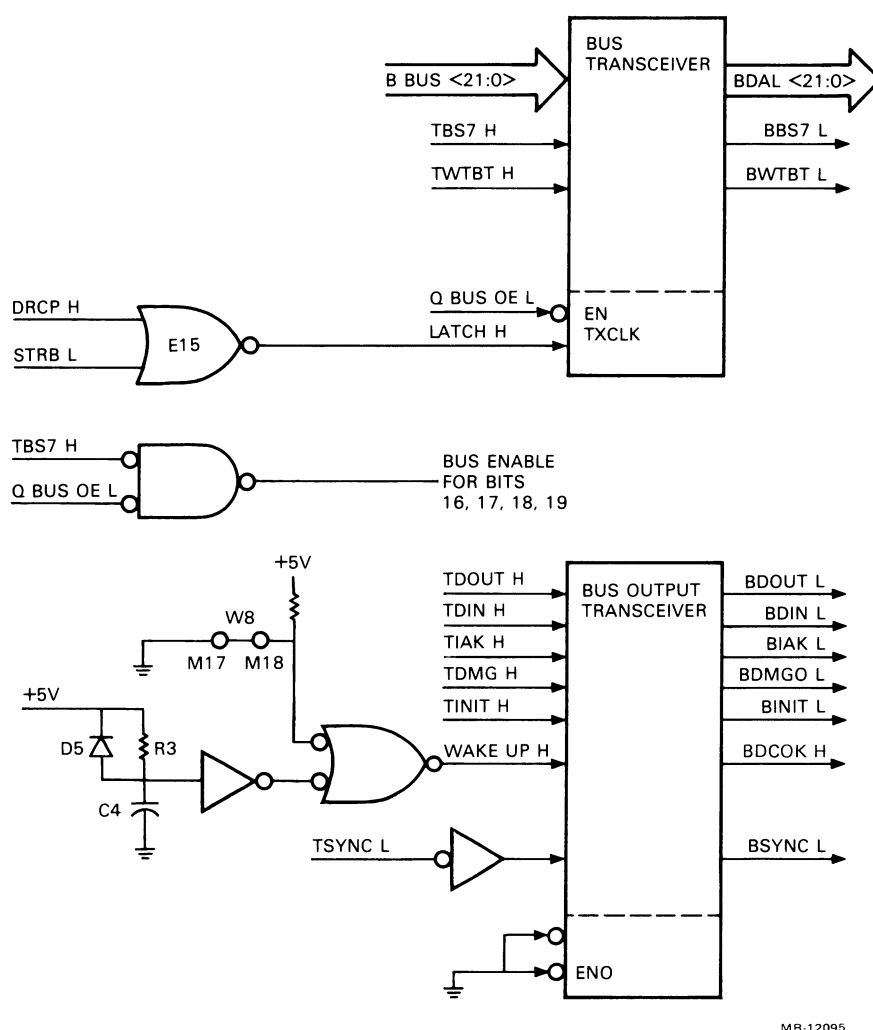 BUS
TRANSCEIVER
B BUS <21:0>
BDAL <21:0>
TBS7 H
BBS7 L
TWTBT H
BWTBT L
DRCP H
Q BUS OE L
EN
E15
LATCH H
TXCLK
STRB L
TBS7 H
Q BUS OE L
BUS ENABLE
FOR BITS
16, 17, 18, 19
+5V
W8
M17
M18
+5V
D5
R3
C4
TDOUT H
BUS OUTPUT
TRANSCEIVER
BDOUT L
TDIN H
BDIN L
TIAK H
BIAK L
TDMG H
BDMGO L
TINIT H
BINIT L
WAKE UP H
BDCOK H
TSYNC L
BSYNC L
ENO
MR-12095